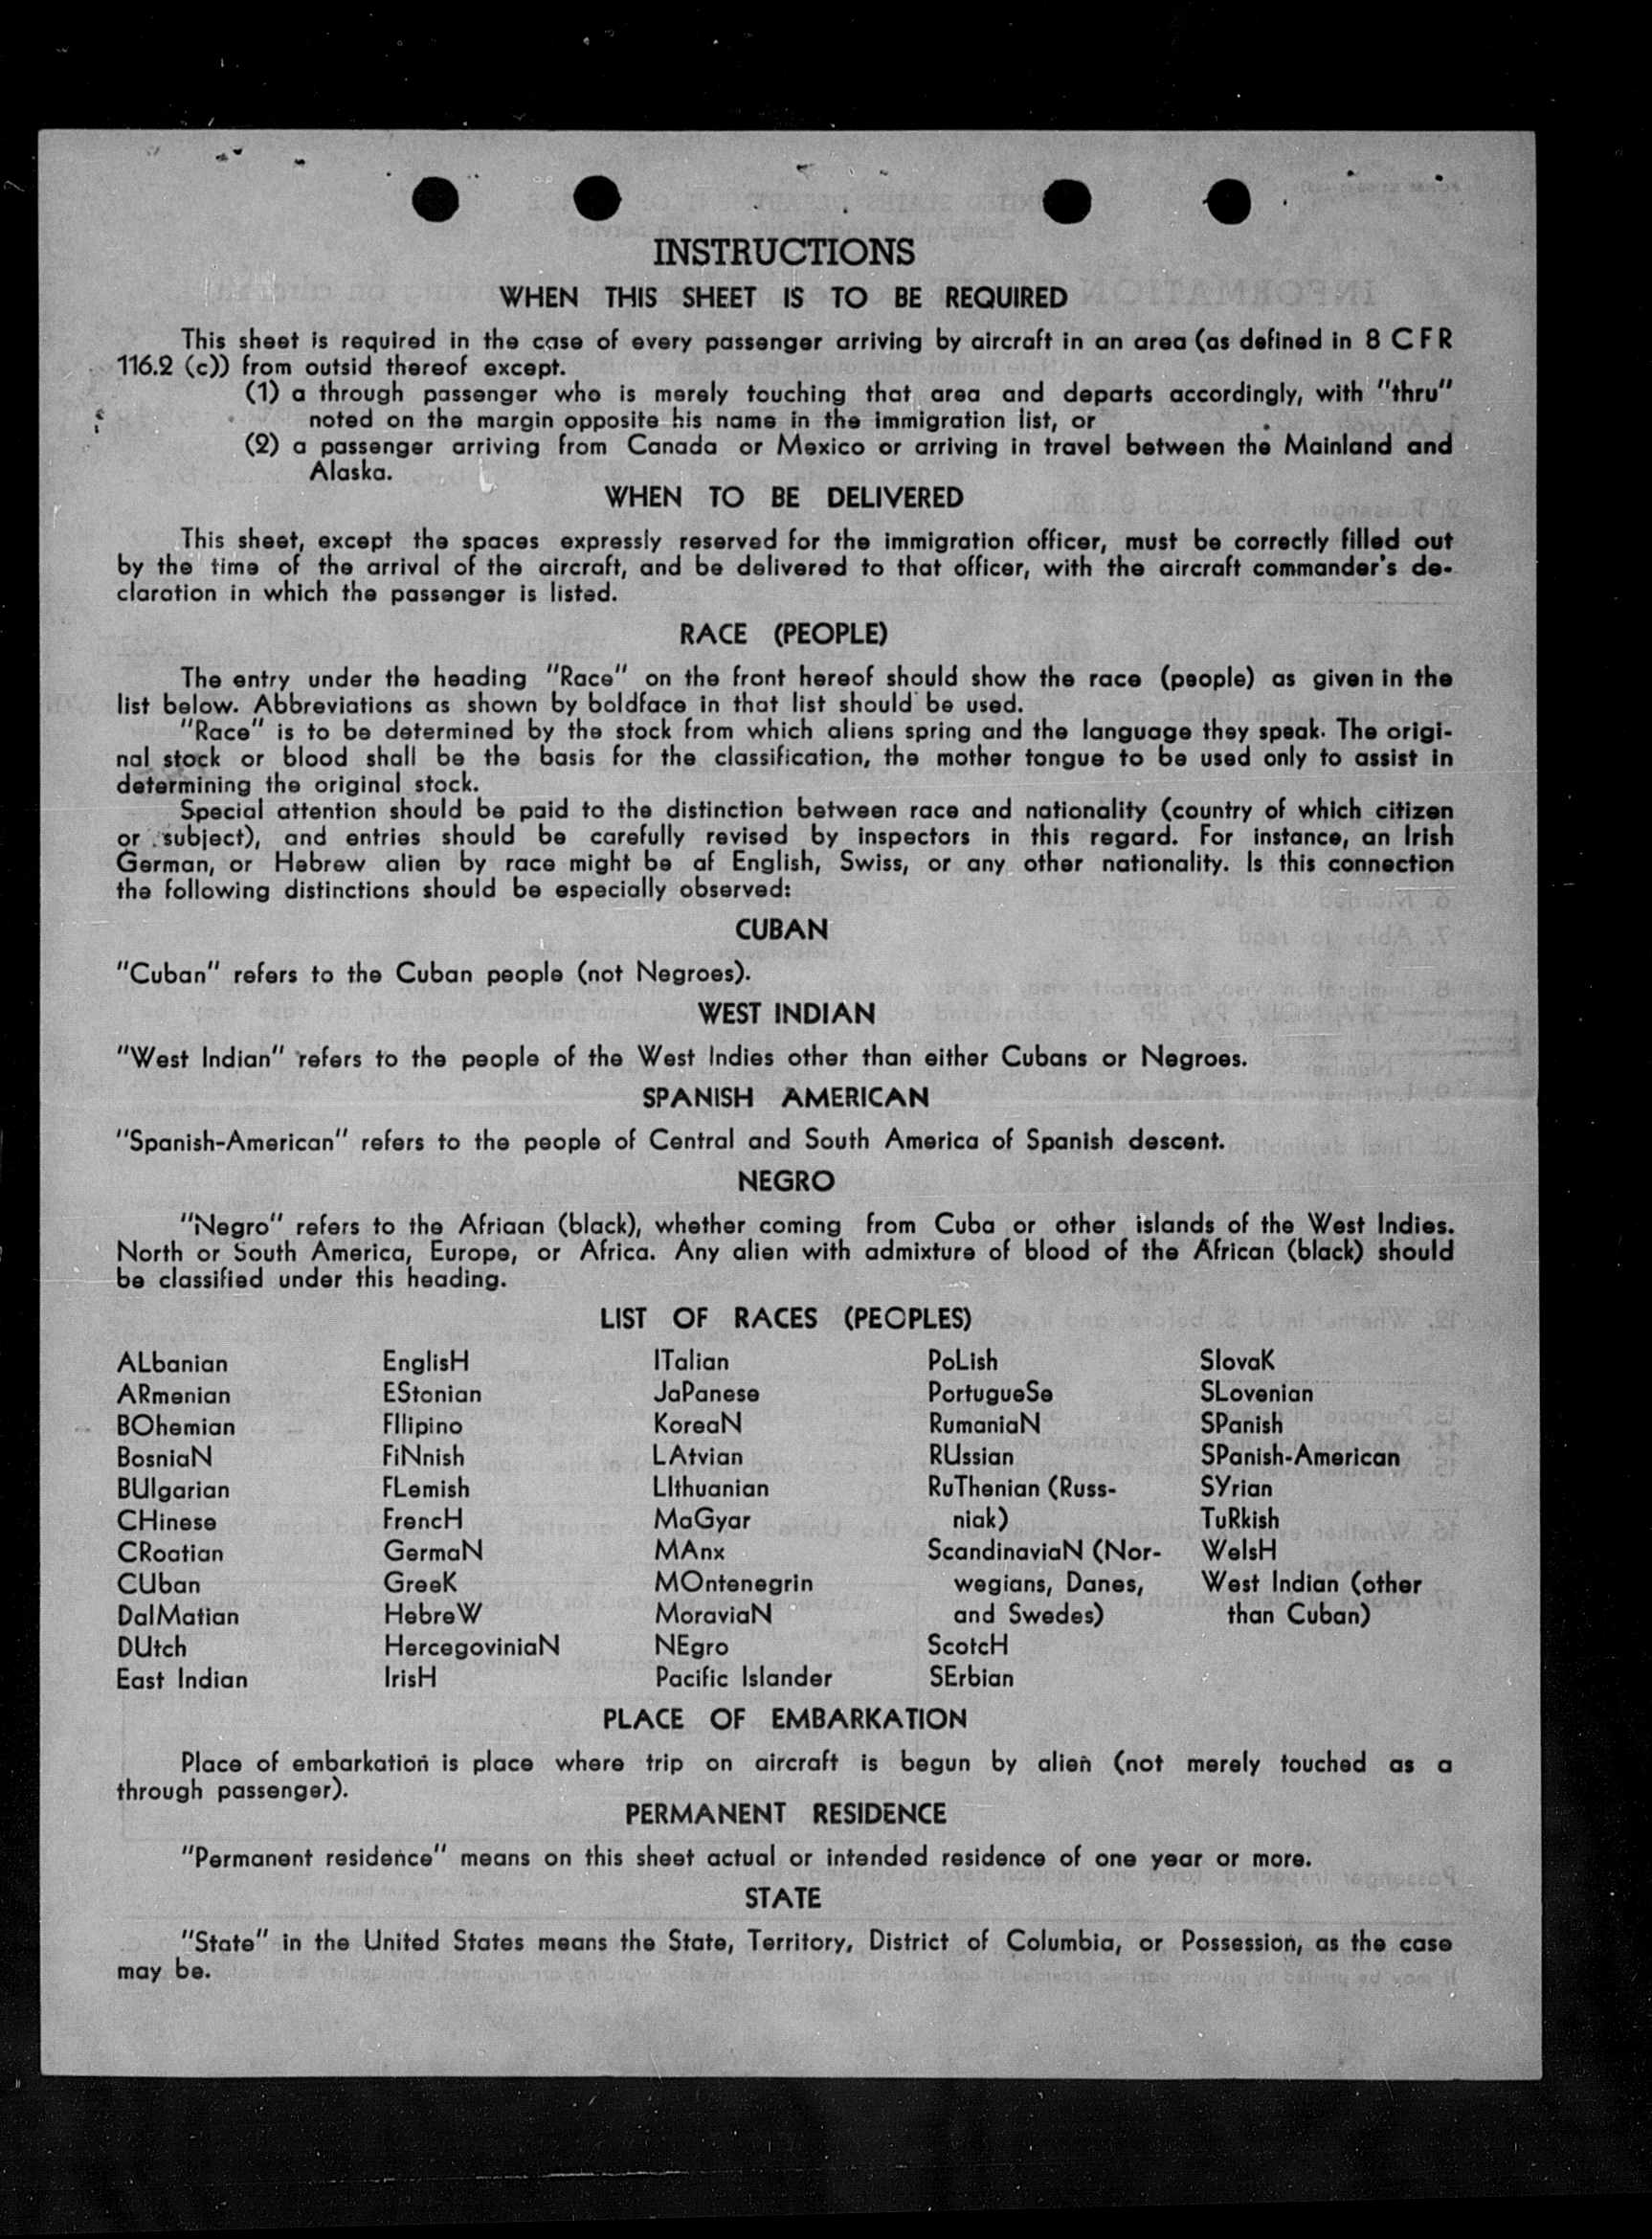 INSTRUCTIONS
WHEN THIS SHEET IS TO BE REQUIRED
This sheet is required in the case of every passenger arriving by aircraft in an area (as defined in 8 CFR
116.2 (c)) from outsid thereof except.
(1) a through passenger who is merely touching that area and departs accordingly, with "thru"
noted on the margin opposite his name in the immigration list, or
(2) a passenger arriving from Canada or Mexico or arriving in travel between the Mainland and
Alaska.
WHEN TO BE DELIVERED
This sheet, except the spaces expressly reserved for the immigration officer, must be correctly filled out
by the time of the arrival of the aircraft, and be delivered to that officer, with the aircraft commander's de-
claration in which the passenger is listed.
RACE (PEOPLE)
The entry under the heading "Race" on the front hereof should show the race (people) as given in the
list below. Abbreviations as shown by boldface in that list should be used.
"Race" is to be determined by the stock from which aliens spring and the language they speak. The origi-
nal stock or blood shall be the basis for the classification, the mother tongue to be used only to assist in
determining the original stock.
Special attention should be paid to the distinction between race and nationality (country of which citizen
or subject), and entries should be carefully revised by inspectors in this regard. For instance, an Irish
German, or Hebrew alien by race might be af English, Swiss, or any other nationality. Is this connection
the following distinctions should be especially observed:
CUBAN
"Cuban" refers to the Cuban people (not Negroes).
WEST INDIAN
"West Indian" refers to the people of the West Indies other than either Cubans or Negroes.
SPANISH AMERICAN
"Spanish-American" refers to the people of Central and South America of Spanish descent.
NEGRO
"Negro" refers to the Afriaan (black), whether coming from Cuba or other islands of the West Indies.
North or South America, Europe, or Africa. Any alien with admixture of blood of the African (black) should
be classified under this heading.
LIST OF RACES (PEOPLES)
ALbanian
ARmenian
BOhemian
BosniaN
BUlgarian
CHinese
CRoatian
CUban
DalMatian
DUtch
East Indian
EnglisH
EStonian
FIlipino
FiNnish
FLemish
FrencH
GermaN
GreeK
HebreW
HercegoviniaN
IrisH
ITalian
JaPanese
KoreaN
LAtvian
LIthuanian
MaGyar
MAnx
MOntenegrin
MoraviaN
NEgro
Pacific Islander
PoLish
PortugueSe
RumaniaN
RUssian
RuThenian (Russ-
niak)
ScandinaviaN (Nor-
wegians, Danes,
and Swedes)
ScotcH
SErbian
SlovaK
SLovenian
SPanish
SPanish-American
SYrian
TuRkish
WelsH
West Indian (other
than Cuban)
PLACE OF EMBARKATION
Place of embarkation is place where trip on aircraft is begun by alien (not merely touched as a
through passenger).
PERMANENT RESIDENCE
"Permanent residence" means on this sheet actual or intended residence of one year or more.
STATE
"State" in the United States means the State, Territory, District of Columbia, or Possession, as the case
may be.